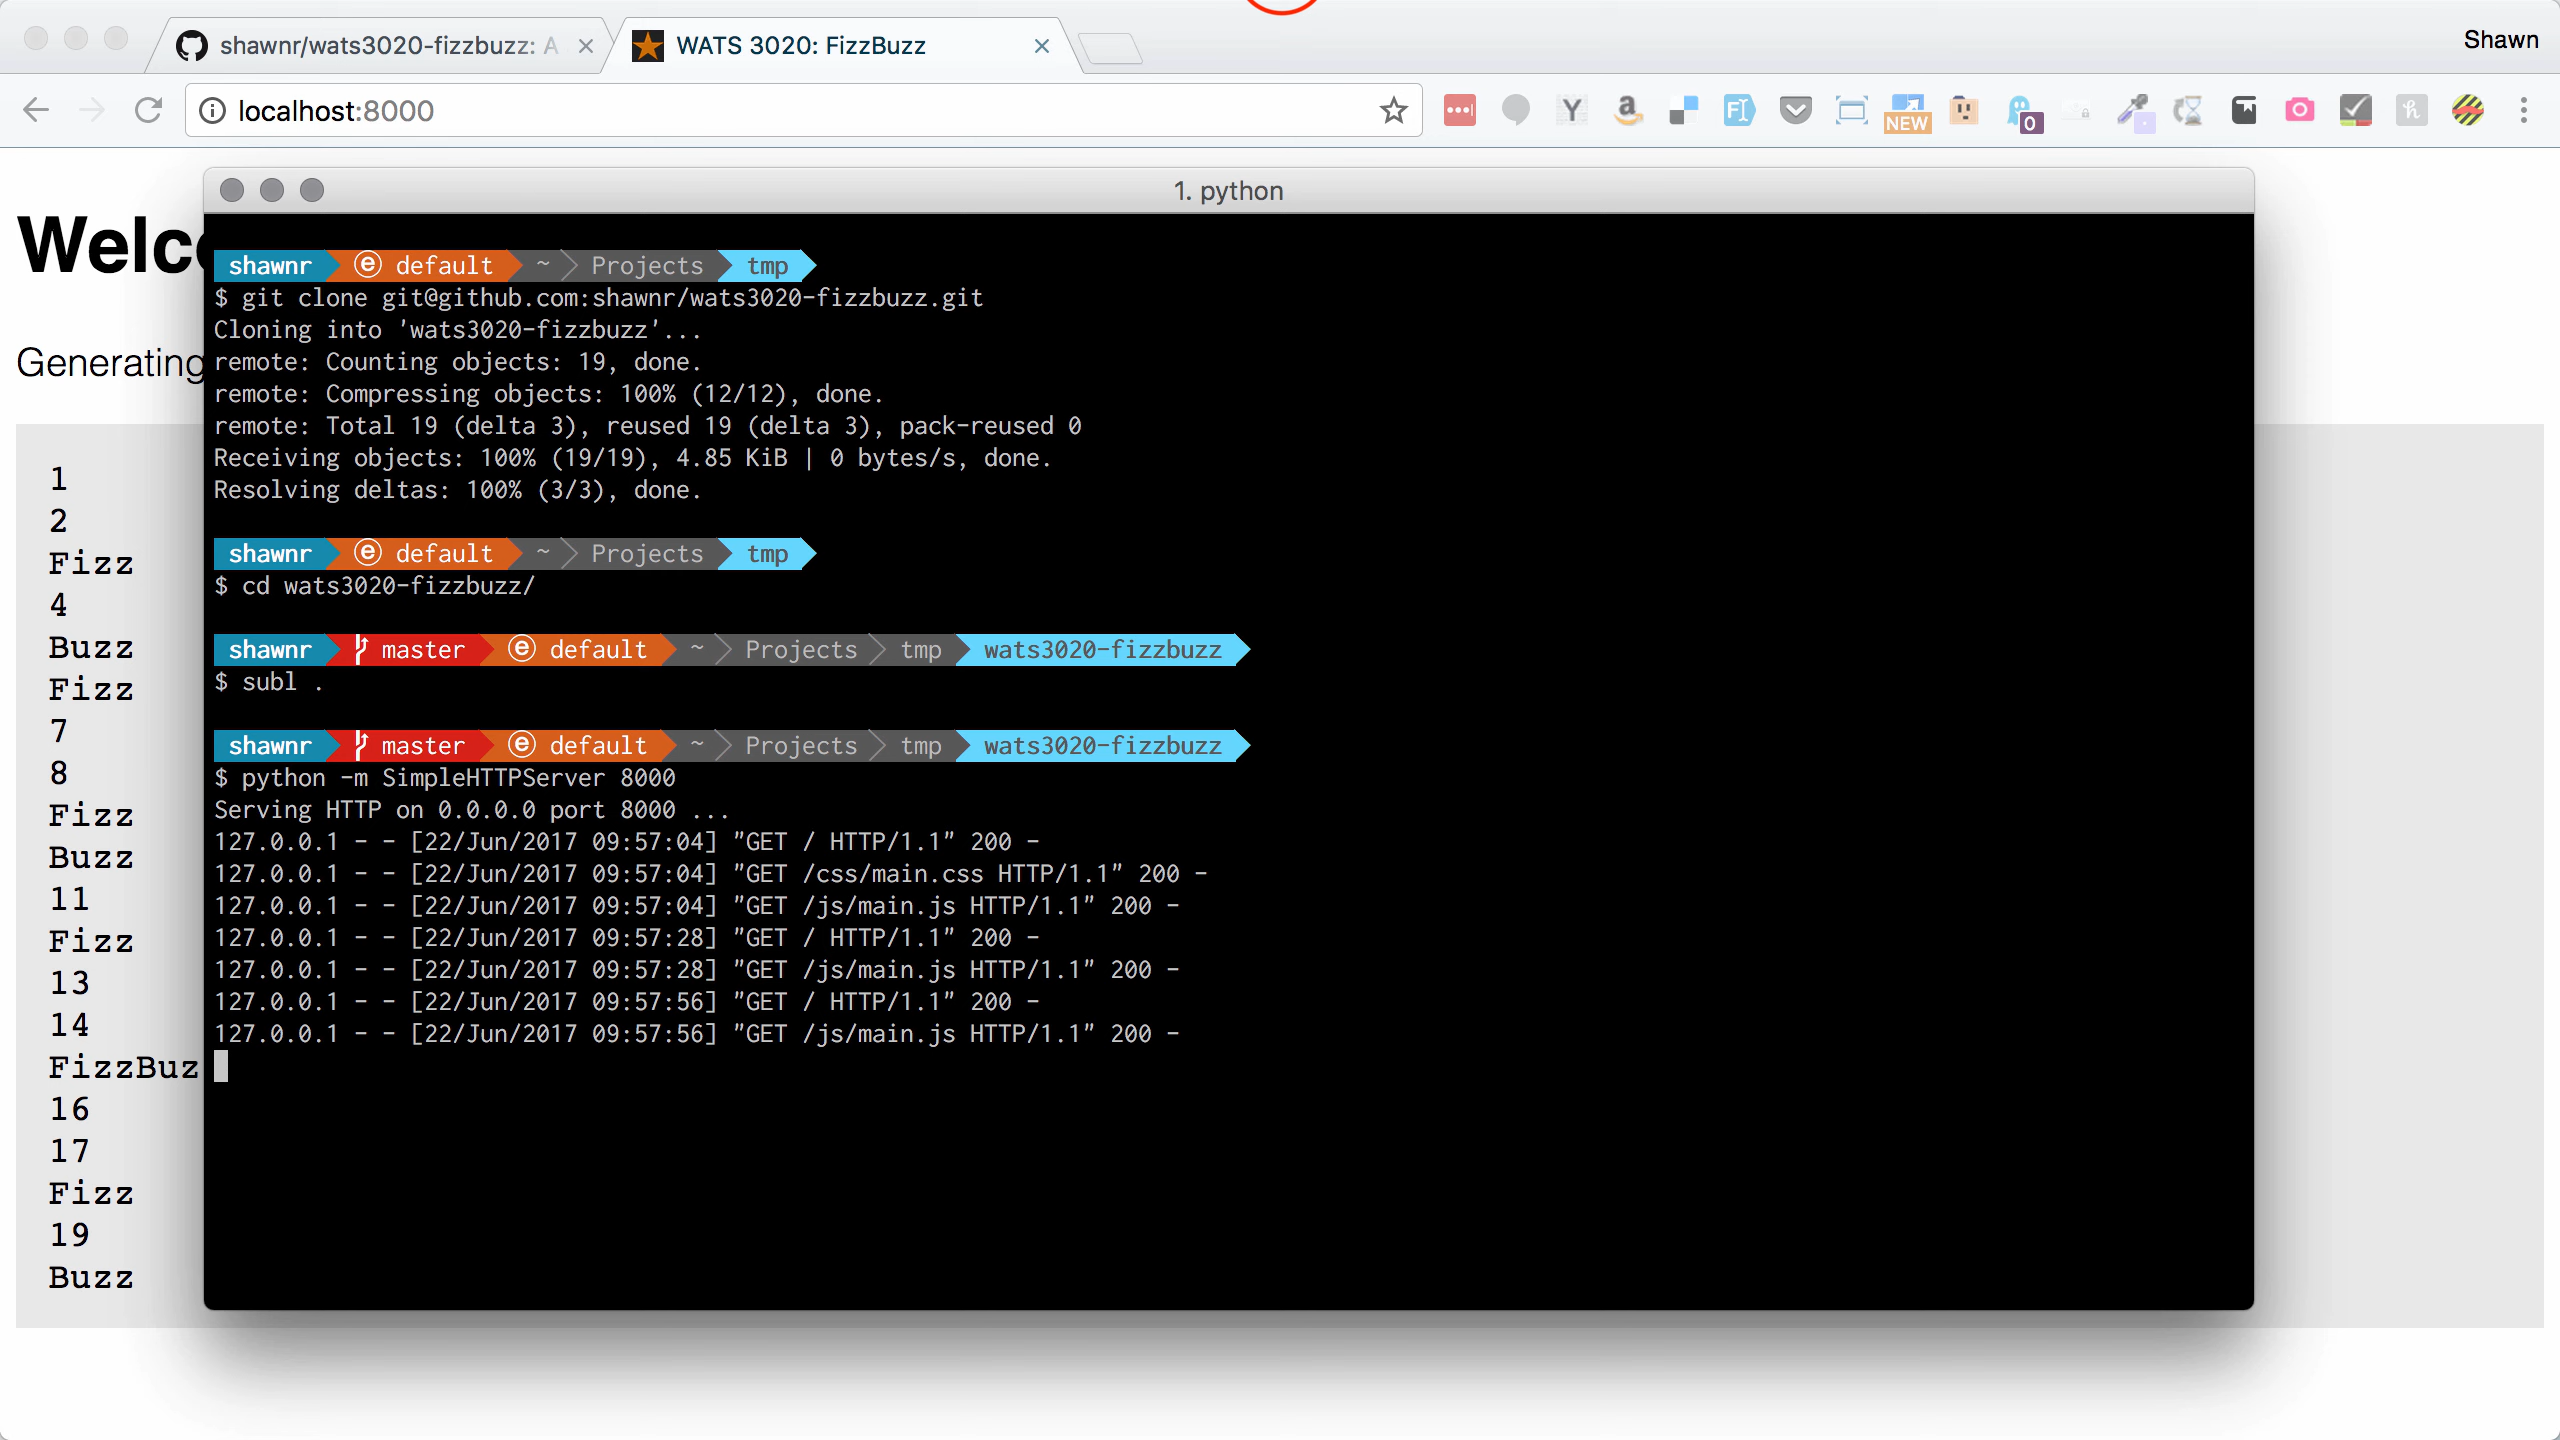 shawnr/wats3020-fizzbuzz: A
WATS 3020: FizzBuzz
Shawn
localhost:8000
NEW
0
Welc
Generating
1
2
Fizz
4
Buzz
Fizz
7
8
Fizz
Buzz
11
Fizz
13
14
FizzBuz
16
17
Fizz
19
Buzz
1. python
shawnr ⓔ default ~ Projects tmp
$ git clone git@github.com:shawnr/wats3020-fizzbuzz.git
Cloning into 'wats3020-fizzbuzz'...
remote: Counting objects: 19, done.
remote: Compressing objects: 100% (12/12), done.
remote: Total 19 (delta 3), reused 19 (delta 3), pack-reused 0
Receiving objects: 100% (19/19), 4.85 KiB | 0 bytes/s, done.
Resolving deltas: 100% (3/3), done.
shawnr ⓔ default ~ Projects tmp
$ cd wats3020-fizzbuzz/
shawnr master ⓔ default ~ Projects tmp wats3020-fizzbuzz
$ subl .
shawnr master ⓔ default ~ Projects tmp wats3020-fizzbuzz
$ python -m SimpleHTTPServer 8000
Serving HTTP on 0.0.0.0 port 8000 ...
127.0.0.1 - - [22/Jun/2017 09:57:04] "GET / HTTP/1.1" 200 -
127.0.0.1 - - [22/Jun/2017 09:57:04] "GET /css/main.css HTTP/1.1" 200 -
127.0.0.1 - - [22/Jun/2017 09:57:04] "GET /js/main.js HTTP/1.1" 200 -
127.0.0.1 - - [22/Jun/2017 09:57:28] "GET / HTTP/1.1" 200 -
127.0.0.1 - - [22/Jun/2017 09:57:28] "GET /js/main.js HTTP/1.1" 200 -
127.0.0.1 - - [22/Jun/2017 09:57:56] "GET / HTTP/1.1" 200 -
127.0.0.1 - - [22/Jun/2017 09:57:56] "GET /js/main.js HTTP/1.1" 200 -